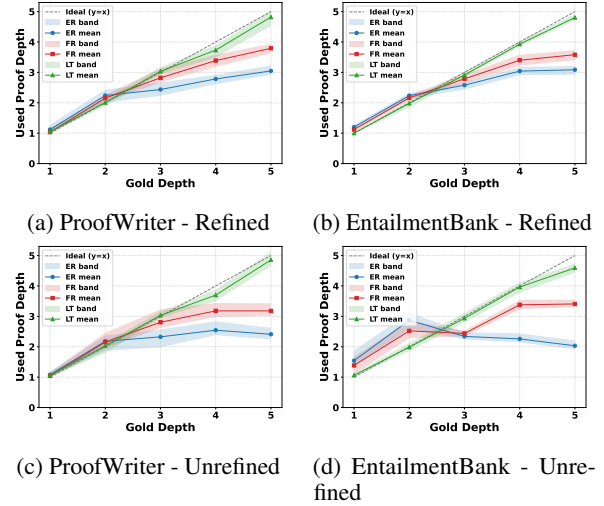 Used Proof Depth
5
4
3
2
1
0
Ideal (y=x)
ER band
ER mean
FR band
FR mean
LT band
LT mean
1 2 3 4 5
Gold Depth
(a) ProofWriter - Refined
Used Proof Depth
5
4
3
2
1
0
Ideal (y=x)
ER band
ER mean
FR band
FR mean
LT band
LT mean
1 2 3 4 5
Gold Depth
(b) EntailmentBank - Refined
Used Proof Depth
5
4
3
2
1
0
Ideal (y=x)
ER band
ER mean
FR band
FR mean
LT band
LT mean
1 2 3 4 5
Gold Depth
(c) ProofWriter - Unrefined
Used Proof Depth
5
4
3
2
1
0
Ideal (y=x)
ER band
ER mean
FR band
FR mean
LT band
LT mean
1 2 3 4 5
Gold Depth
(d) EntailmentBank - Unre-
fined